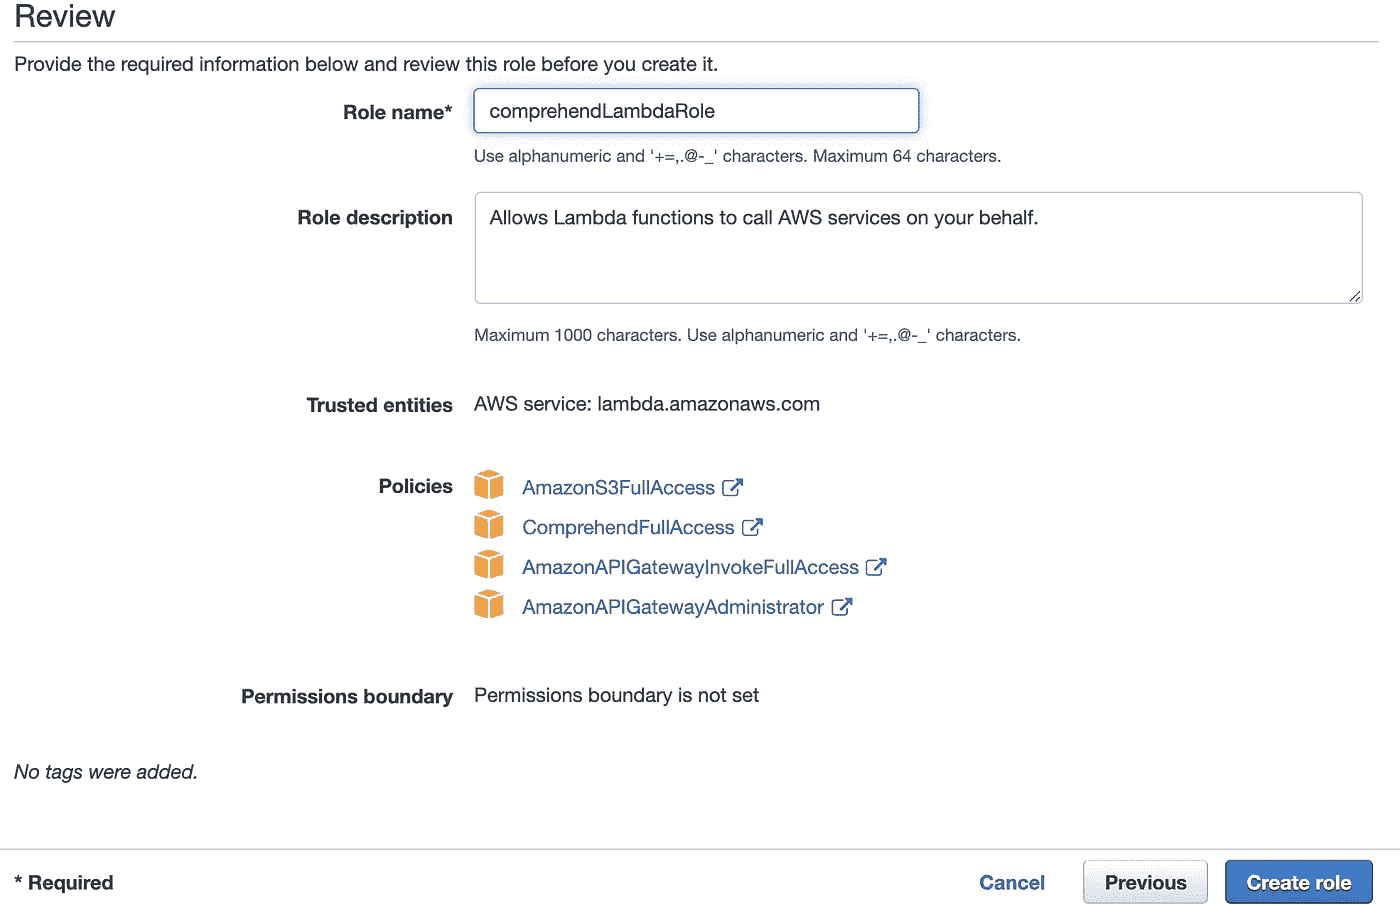 Review
Provide the required information below and review this role before you create it.
Role name* comprehendLambdaRole
Use alphanumeric and '+=,.@-_' characters. Maximum 64 characters.
Role description Allows Lambda functions to call AWS services on your behalf.
Maximum 1000 characters. Use alphanumeric and '+=,.@-_' characters.
Trusted entities AWS service: lambda.amazonaws.com
Policies AmazonS3FullAccess
ComprehendFullAccess
AmazonAPIGatewayInvokeFullAccess
AmazonAPIGatewayAdministrator
Permissions boundary Permissions boundary is not set
No tags were added.
* Required Cancel Previous Create role